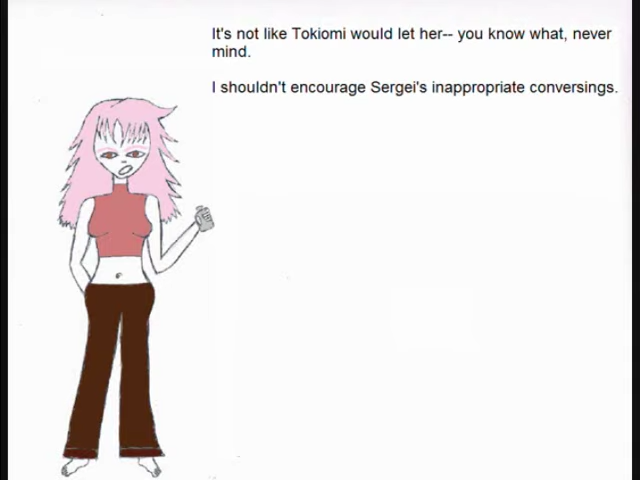 It's not like Tokiomi would let her-- you know what, never
mind.
I shouldn't encourage Sergei's inappropriate conversings.